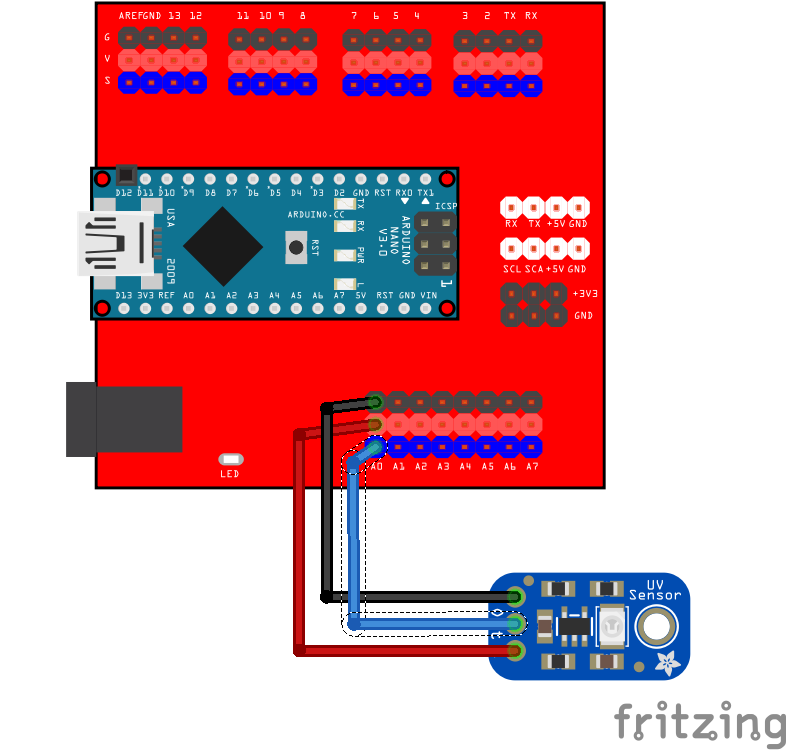 AREF GND 13 12 11 10 9 8 7 6 5 4 3 2 TX RX
G
V
S
D12 D11 D10 D9 D8 D7 D6 D5 D4 D3 D2 GND RST RX0 TX1
USA
2009
ARDUINO.CC
RST
TX
RX
PWR
L
ARDUINO
NANO
V3.0
ICSP
1
D13 3V3 REF A0 A1 A2 A3 A4 A5 A6 A7 5V RST GND VIN
RX TX +5V GND
SCL SCA +5V GND
+3V3
GND
LED
A0 A1 A2 A3 A4 A5 A6 A7
UV
Sensor
fritzing